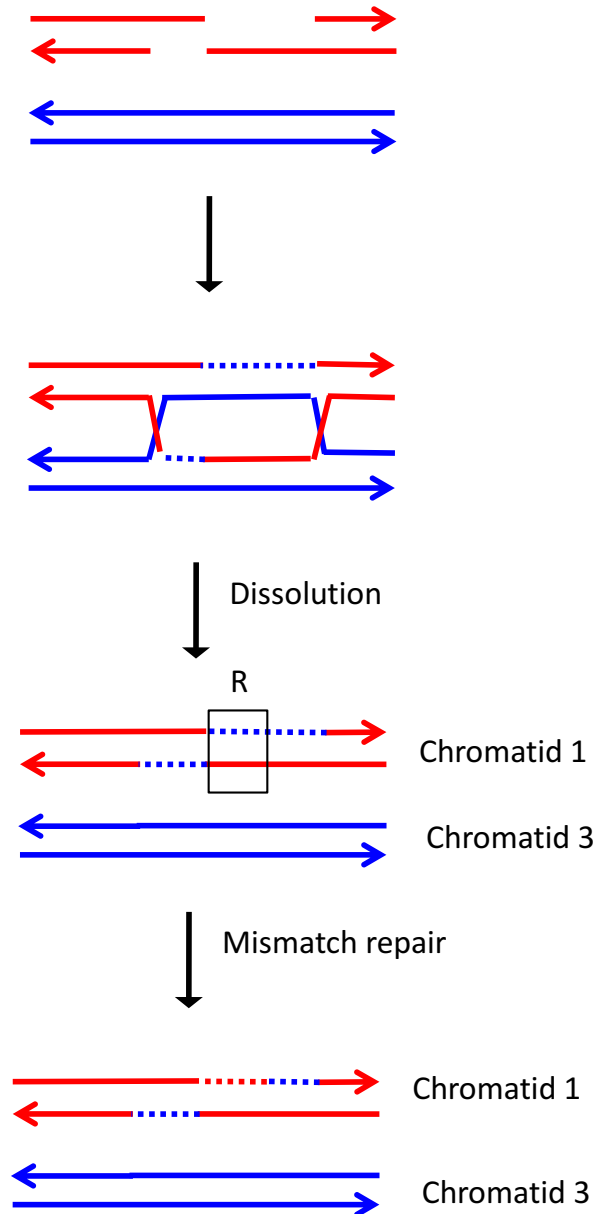 Dissolution
R
Chromatid 1
Chromatid 3
Mismatch repair
Chromatid 1
Chromatid 3